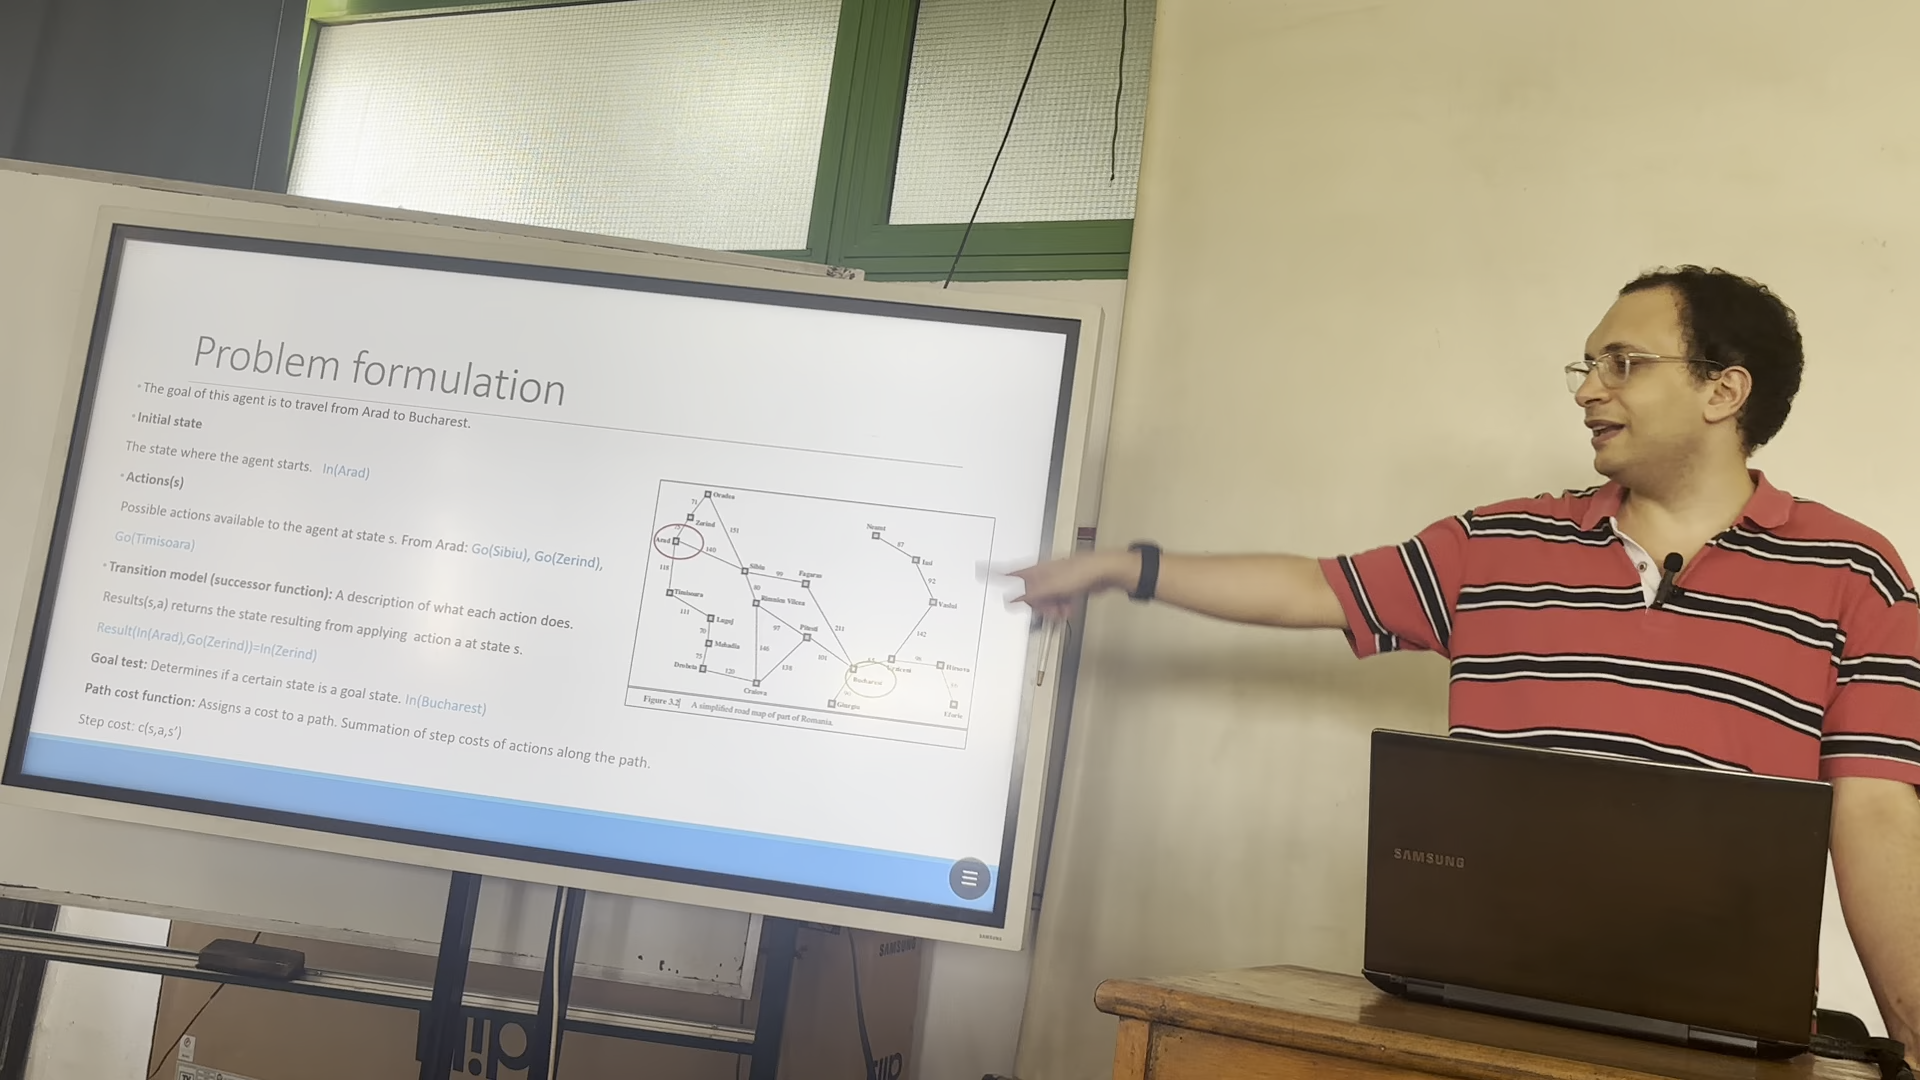 Problem formulation
•The goal of this agent is to travel from Arad to Bucharest.
•Initial state
The state where the agent starts. In(Arad)
•Actions(s)
Possible actions available to the agent at state s. From Arad: Go(Sibiu), Go(Zerind),
Go(Timisoara)
•Transition model (successor function): A description of what each action does.
Results(s,a) returns the state resulting from applying action a at state s.
Result(In(Arad),Go(Zerind))=In(Zerind)
Goal test: Determines if a certain state is a goal state. In(Bucharest)
Path cost function: Assigns a cost to a path. Summation of step costs of actions along the path.
Step cost: c(s,a,s')
Oradea
71
Zerind
75
151
Arad
140
118
Sibiu
99
Fagaras
80
Rimnicu Vilcea
Timisoara
111
Lugoj
70
Mehadia
75
Drobeta
120
Craiova
146
97
Pitesti
138
101
211
Bucharest
90
Giurgiu
Neamt
87
Iasi
92
Vaslui
142
Urziceni
98
Hirsova
Eforie
Figure 3.2 A simplified road map of part of Romania.
SAMSUNG
SAMSUNG
SAMSUNG